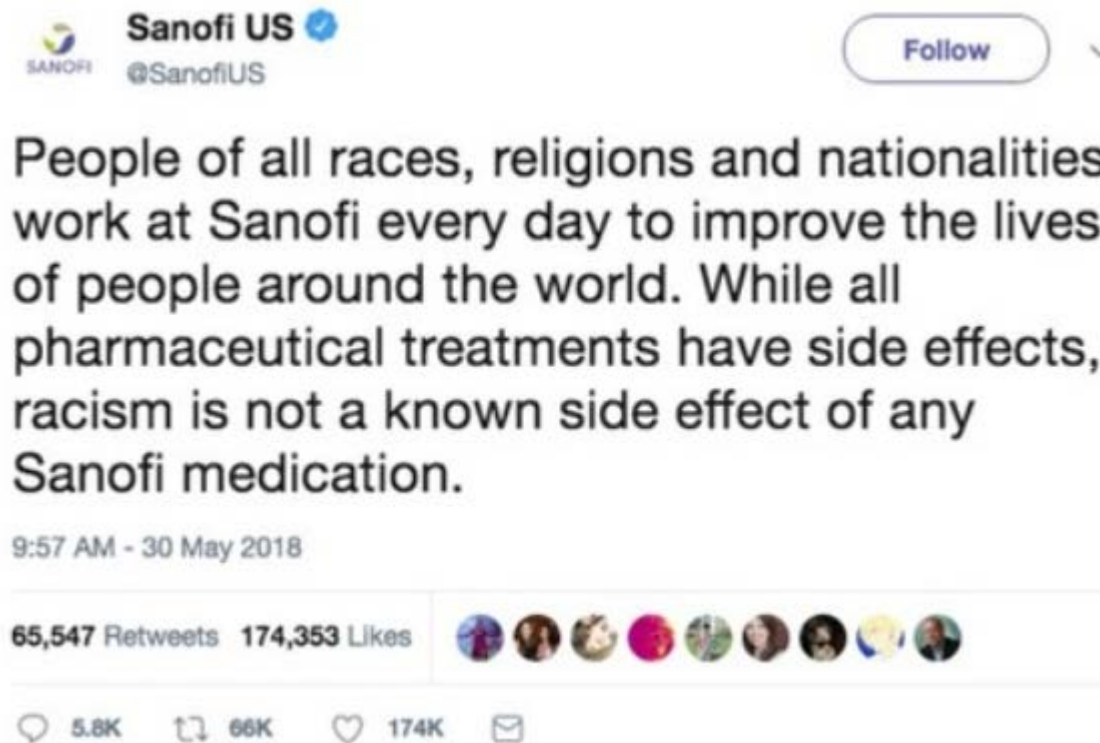 Sanofi US
SANOFI
@SanofiUS
Follow
People of all races, religions and nationalities
work at Sanofi every day to improve the lives
of people around the world. While all
pharmaceutical treatments have side effects,
racism is not a known side effect of any
Sanofi medication.
9:57 AM - 30 May 2018
65,547 Retweets 174,353 Likes
5.8K 66K 174K